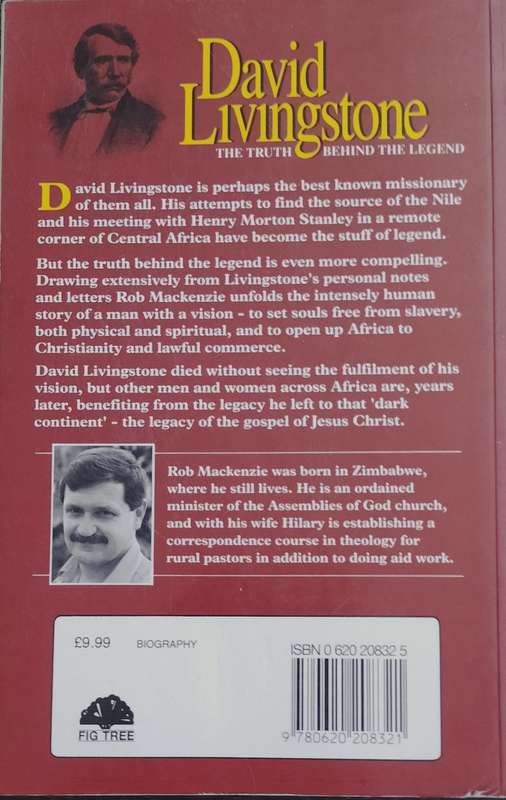 David
Livingstone
THE TRUTH BEHIND THE LEGEND
David Livingstone is perhaps the best known missionary
of them all. His attempts to find the source of the Nile
and his meeting with Henry Morton Stanley in a remote
corner of Central Africa have become the stuff of legend.
But the truth behind the legend is even more compelling.
Drawing extensively from Livingstone's personal notes
and letters Rob Mackenzie unfolds the intensely human
story of a man with a vision - to set souls free from slavery,
both physical and spiritual, and to open up Africa to
Christianity and lawful commerce.
David Livingstone died without seeing the fulfilment of his
vision, but other men and women across Africa are, years
later, benefiting from the legacy he left to that 'dark
continent' - the legacy of the gospel of Jesus Christ.
Rob Mackenzie was born in Zimbabwe,
where he still lives. He is an ordained
minister of the Assemblies of God church,
and with his wife Hilary is establishing a
correspondence course in theology for
rural pastors in addition to doing aid work.
£9.99 BIOGRAPHY
FIG TREE
ISBN 0 620 20832 5
9 780620 208321